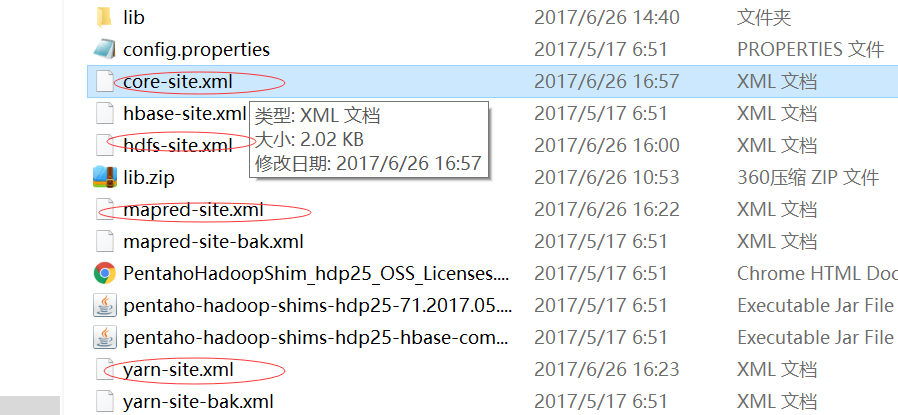 lib 2017/6/26 14:40 文件夹
config.properties 2017/5/17 6:51 PROPERTIES 文件
core-site.xml 2017/6/26 16:57 XML 文档
hbase-site.xml 2017/5/17 6:51 XML 文档
类型: XML 文档
大小: 2.02 KB
修改日期: 2017/6/26 16:57
hdfs-site.xml 2017/6/26 16:00 XML 文档
lib.zip 2017/6/26 10:53 360压缩 ZIP 文件
mapred-site.xml 2017/6/26 16:22 XML 文档
mapred-site-bak.xml 2017/5/17 6:51 XML 文档
PentahoHadoopShim_hdp25_OSS_Licenses.... 2017/5/17 6:51 Chrome HTML Doc
pentaho-hadoop-shims-hdp25-71.2017.05.... 2017/5/17 6:51 Executable Jar File
pentaho-hadoop-shims-hdp25-hbase-com... 2017/5/17 6:51 Executable Jar File
yarn-site.xml 2017/6/26 16:23 XML 文档
yarn-site-bak.xml 2017/5/17 6:51 XML 文档